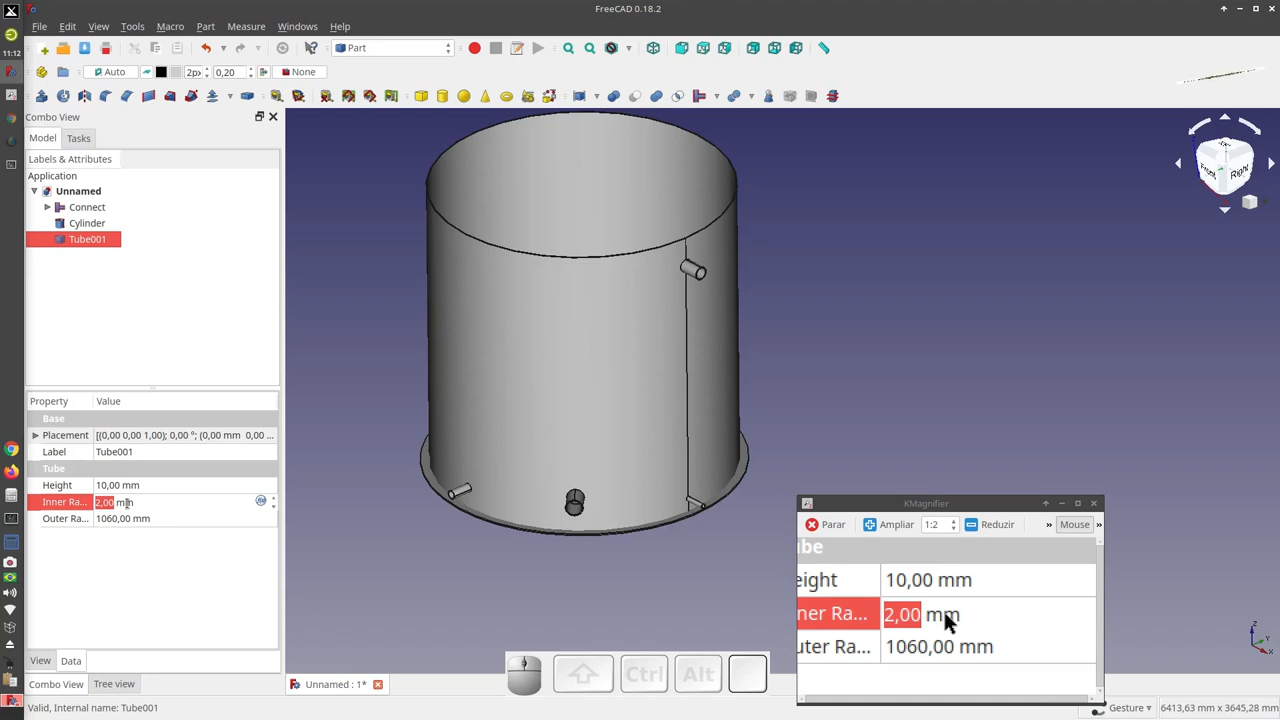 FreeCAD 0.18.2
File Edit View Tools Macro Part Measure Windows Help
11:12
Part
Auto 2px 0,20 None
Combo View
Model Tasks
Labels & Attributes
Application
Unnamed
Connect
Cylinder
Tube001
Front Right
Property Value
Base
Placement [(0,00 0,00 1,00); 0,00 °; (0,00 mm 0,00 ...
Label Tube001
Tube
Height 10,00 mm
Inner Ra... 2,00 mm
Outer Ra... 1060,00 mm
KMagnifier
Parar Ampliar 1:2 Reduzir » Mouse »
ube
eight 10,00 mm
ner Ra... 2,00 mm
uter Ra... 1060,00 mm
Ctrl Alt
View Data
Combo View Tree view
Unnamed : 1*
Valid, Internal name: Tube001
Gesture 6413,63 mm x 3645,28 mm